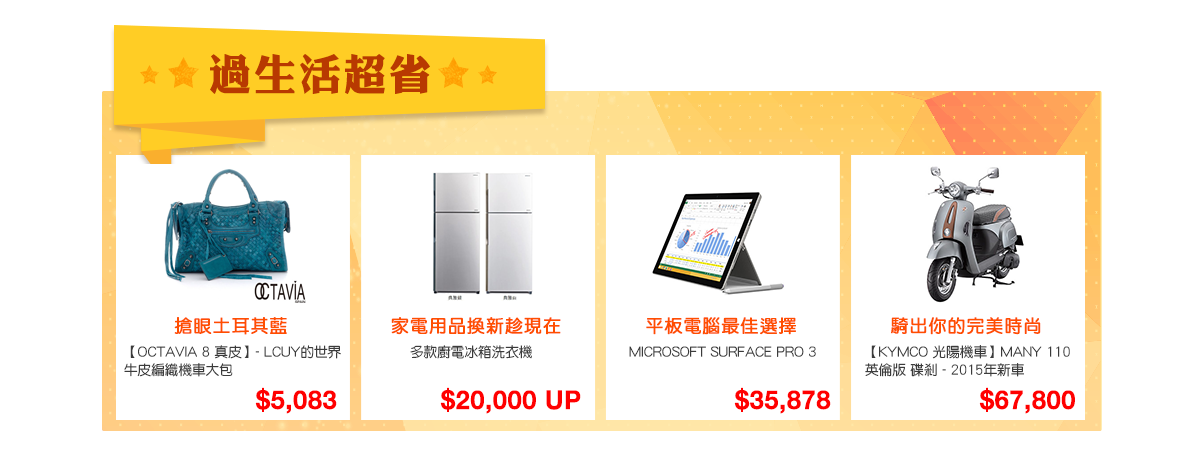 過生活超省
OCTAVIA
搶眼土耳其藍
【OCTAVIA 8 真皮】- LCUY的世界
牛皮編織機車大包
$5,083
家電用品換新趁現在
多款廚電冰箱洗衣機
$20,000 UP
平板電腦最佳選擇
MICROSOFT SURFACE PRO 3
$35,878
騎出你的完美時尚
【KYMCO 光陽機車】MANY 110
英倫版 碟剎 - 2015年新車
$67,800